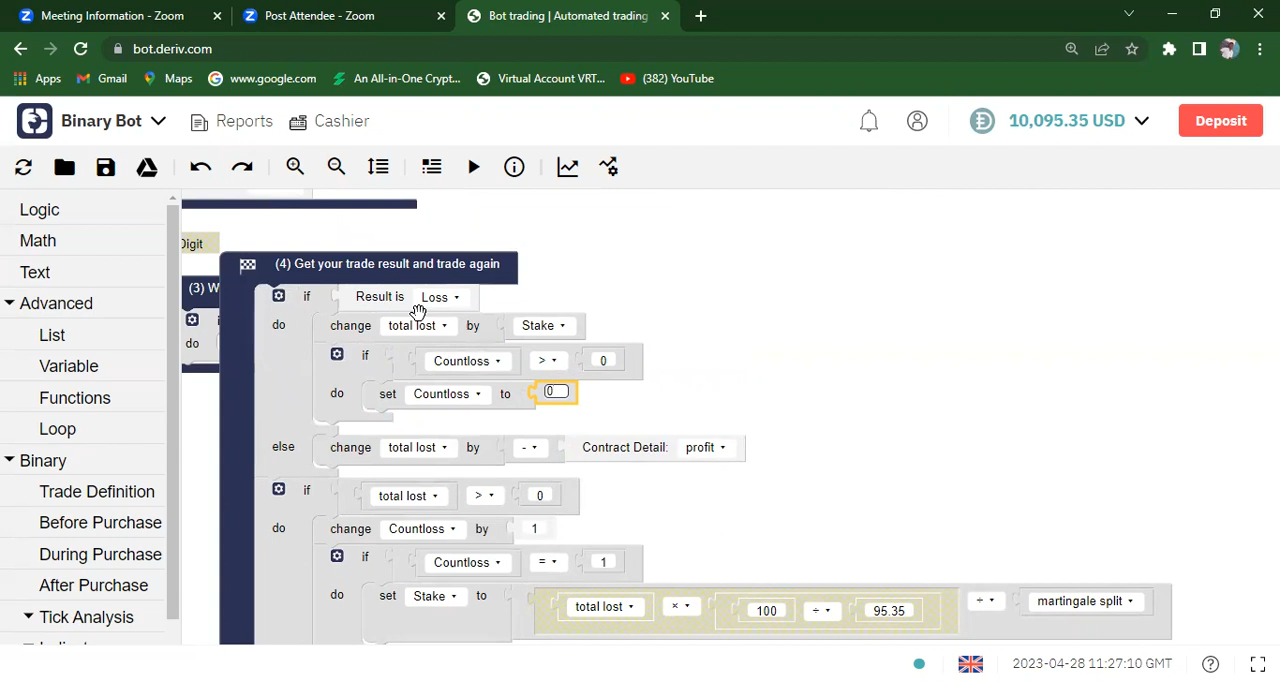 Meeting Information - Zoom
Post Attendee - Zoom
Bot trading | Automated trading
bot.deriv.com
Apps
Gmail
Maps
www.google.com
An All-in-One Crypt...
Virtual Account VRT...
(382) YouTube
Binary Bot
Reports
Cashier
10,095.35 USD
Deposit
Logic
Math
Text
Advanced
List
Variable
Functions
Loop
Binary
Trade Definition
Before Purchase
During Purchase
After Purchase
Tick Analysis
Digit
(3) W
do
(4) Get your trade result and trade again
if Result is Loss
do change total lost by Stake
if Countloss > 0
do set Countloss to 0
else change total lost by - Contract Detail: profit
if total lost > 0
do change Countloss by 1
if Countloss = 1
do set Stake to total lost × 100 ÷ 95.35 ÷ martingale split
2023-04-28 11:27:10 GMT